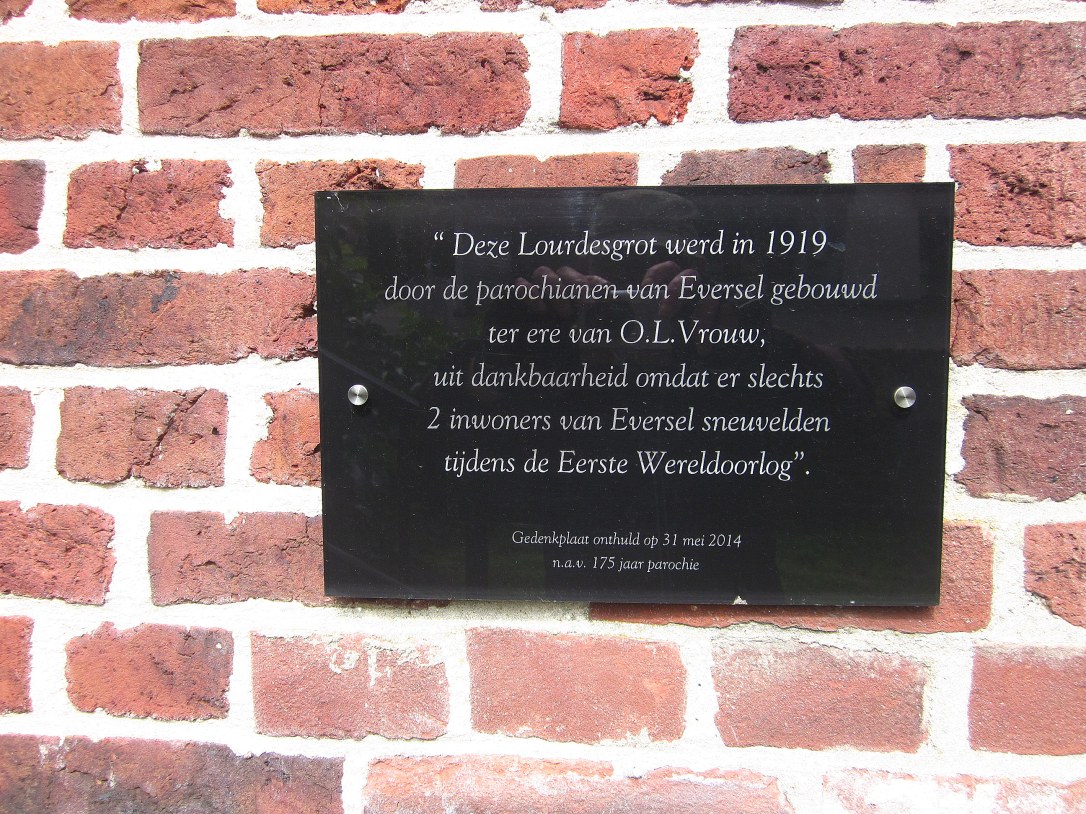 “ Deze Lourdesgrot werd in 1919
door de parochianen van Eversel gebouwd
ter ere van O.L.Vrouw,
uit dankbaarheid omdat er slechts
2 inwoners van Eversel sneuvelden
tijdens de Eerste Wereldoorlog”.
Gedenkplaat onthuld op 31 mei 2014
n.a.v. 175 jaar parochie